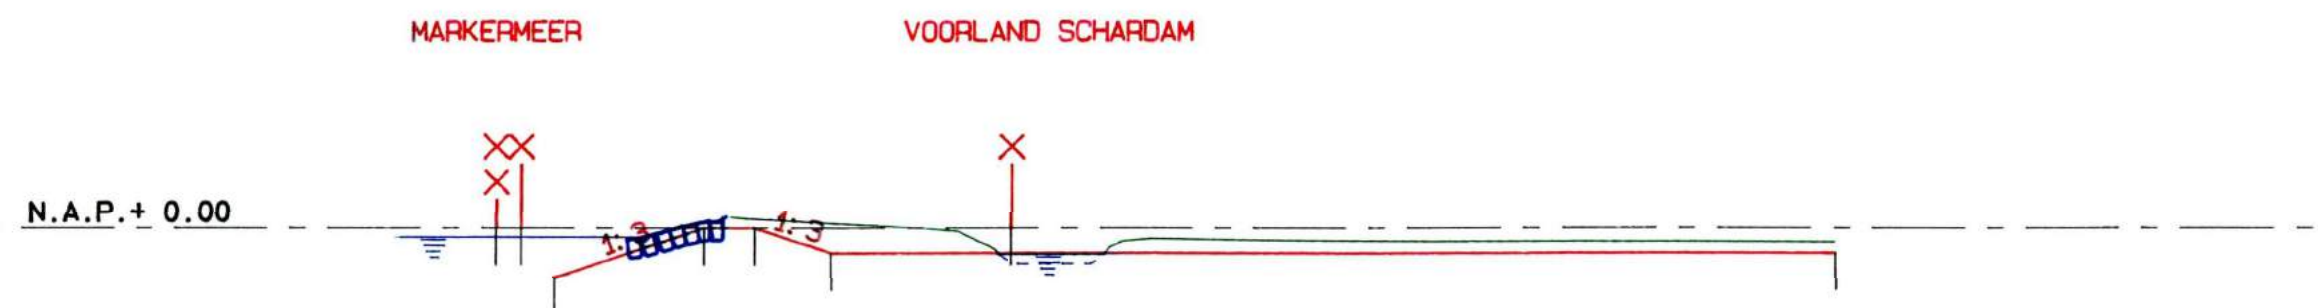 MARKERMEER VOORLAND SCHARDAM
N.A.P.+ 0.00
1: 3 1: 3